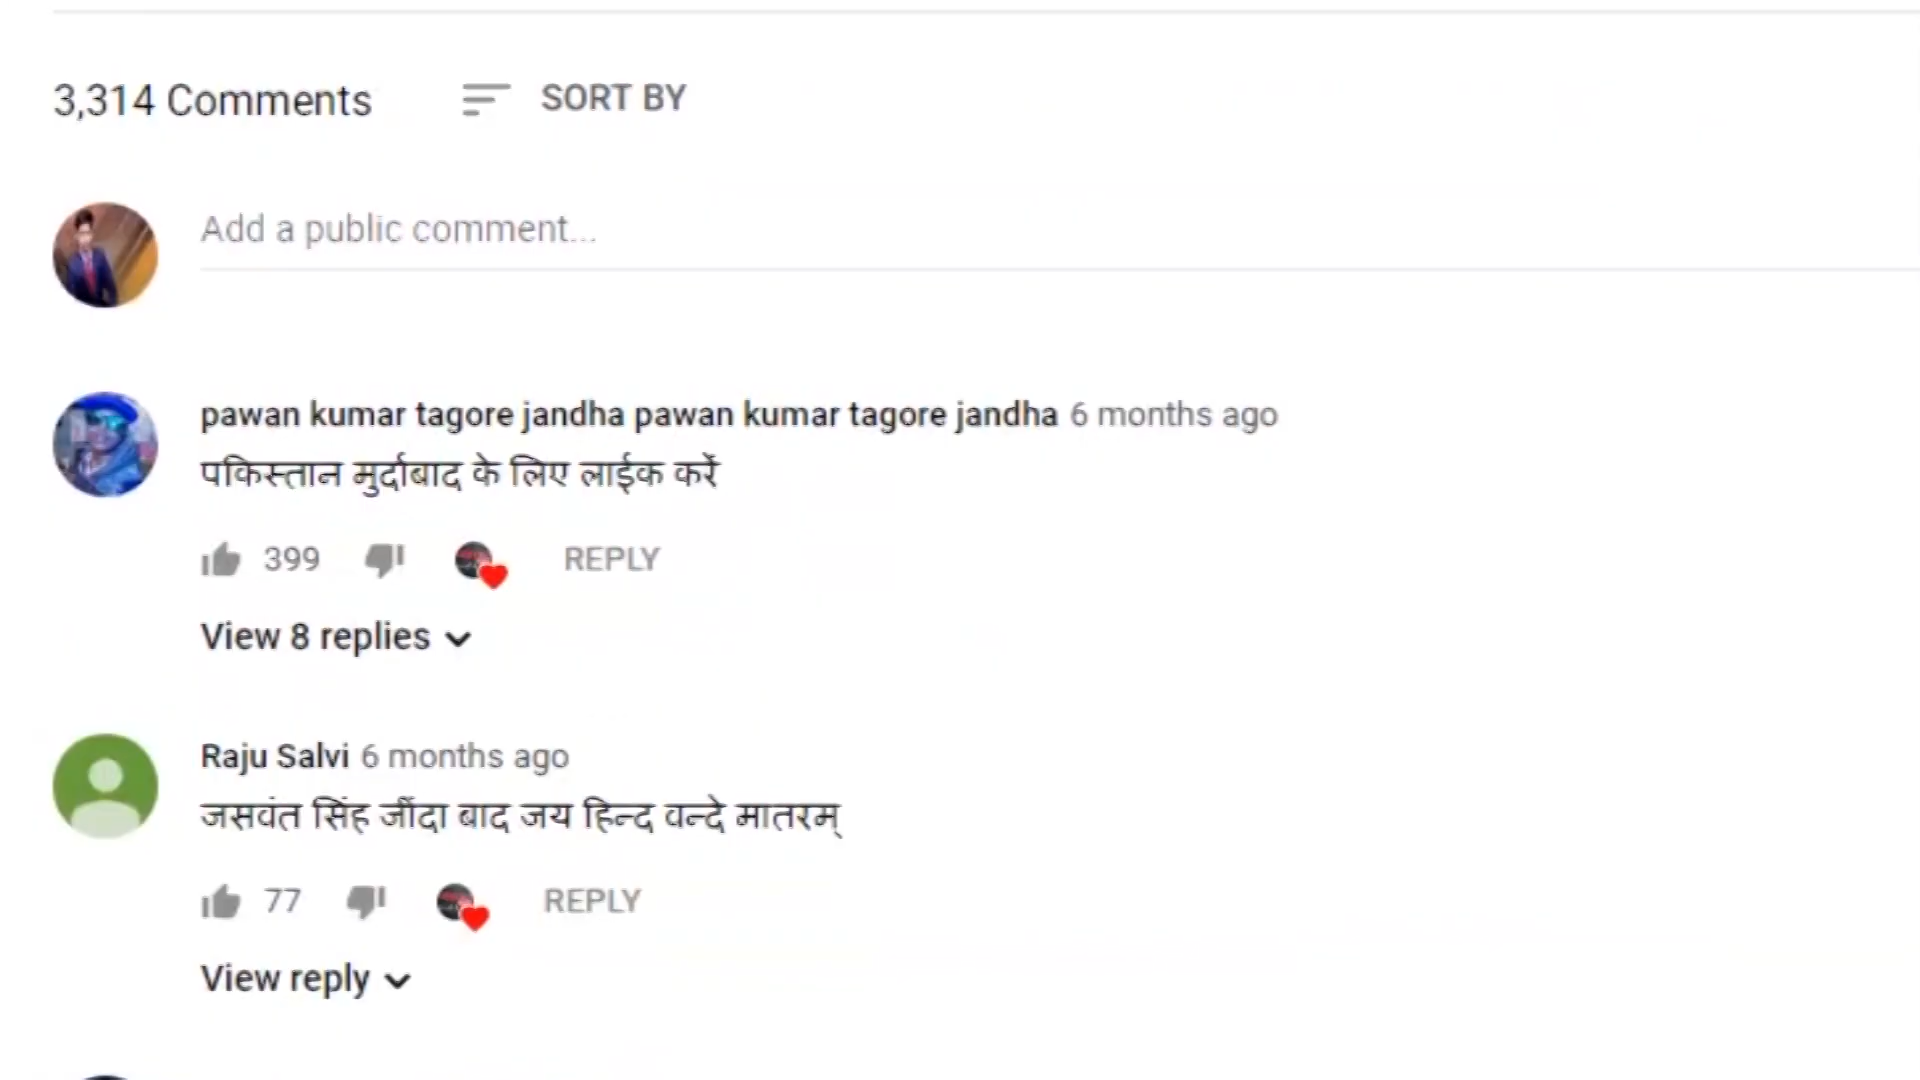 3,314 Comments SORT BY
Add a public comment...
pawan kumar tagore jandha pawan kumar tagore jandha 6 months ago
पकिस्तान मुर्दाबाद के लिए लाईक करें
399 REPLY
View 8 replies
Raju Salvi 6 months ago
जसवंत सिंह जींदा बाद जय हिन्द वन्दे मातरम्
77 REPLY
View reply